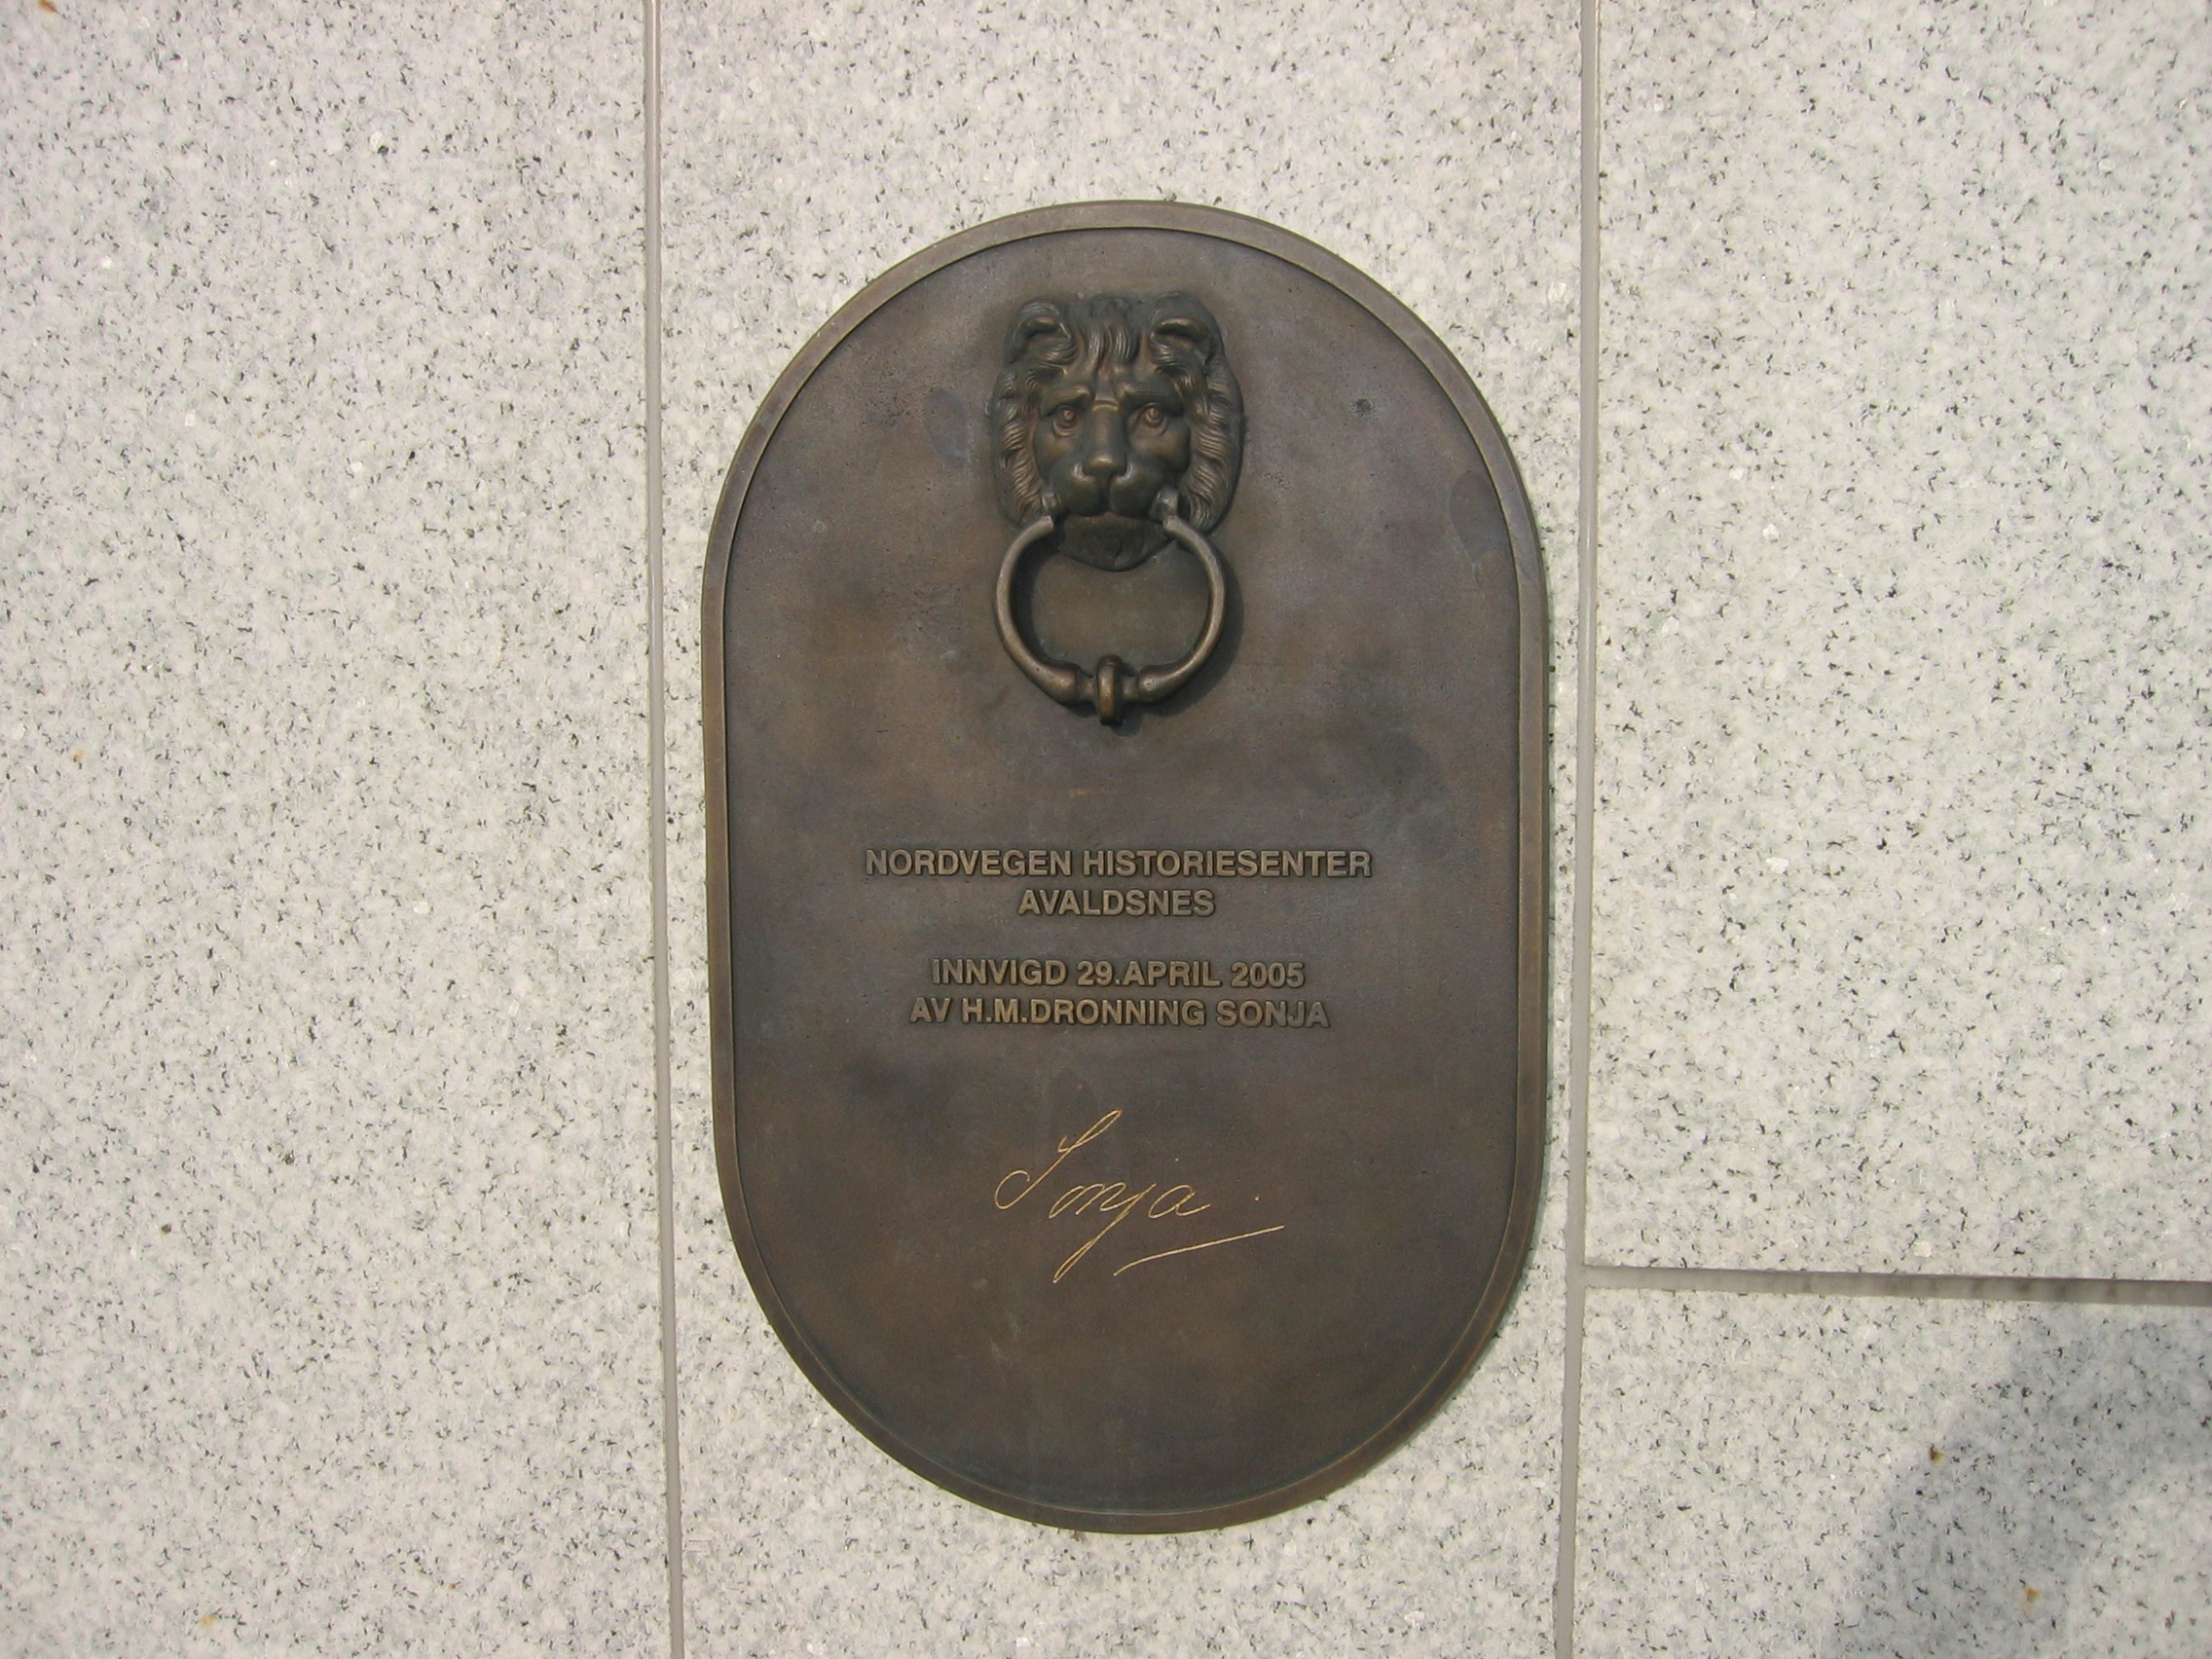 NORDVEGEN HISTORIESENTER
AVALDSNES
INNVIGD 29.APRIL 2005
AV H.M.DRONNING SONJA
Sonja.